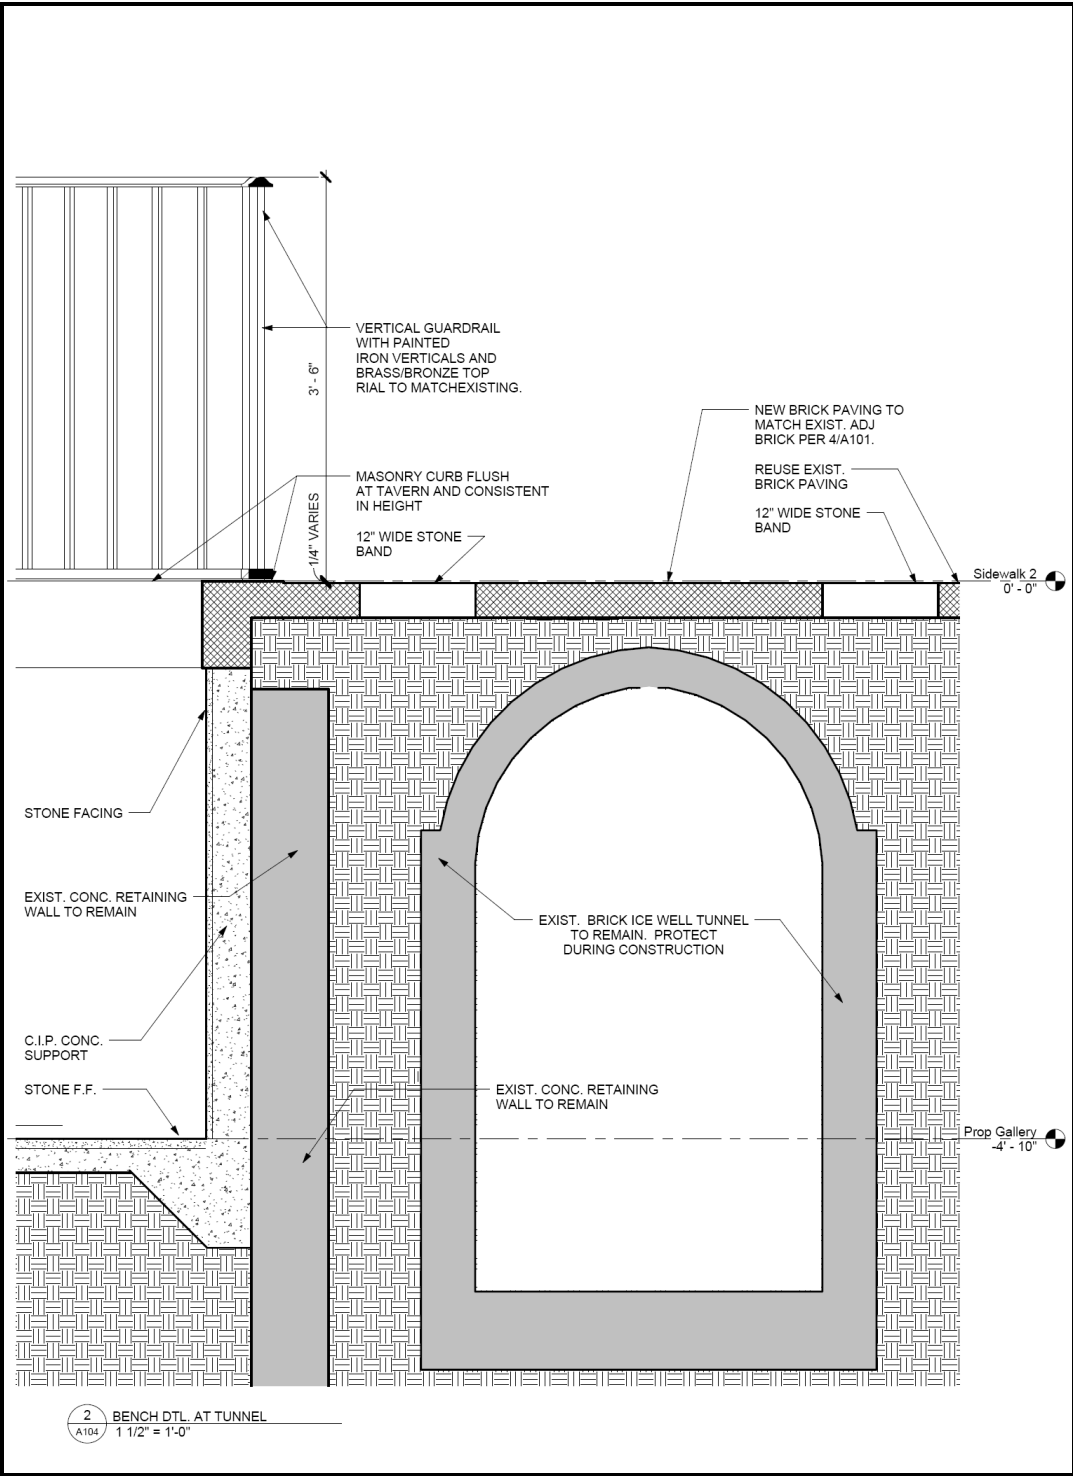 VERTICAL GUARDRAIL
WITH PAINTED
IRON VERTICALS AND
BRASS/BRONZE TOP
RIAL TO MATCHEXISTING.
3' - 6"
NEW BRICK PAVING TO
MATCH EXIST. ADJ
BRICK PER 4/A101.
MASONRY CURB FLUSH
AT TAVERN AND CONSISTENT
IN HEIGHT
REUSE EXIST.
BRICK PAVING
1/4" VARIES
12" WIDE STONE
BAND
12" WIDE STONE
BAND
Sidewalk 2
0' - 0"
STONE FACING
EXIST. CONC. RETAINING
WALL TO REMAIN
EXIST. BRICK ICE WELL TUNNEL
TO REMAIN. PROTECT
DURING CONSTRUCTION
C.I.P. CONC.
SUPPORT
STONE F.F.
EXIST. CONC. RETAINING
WALL TO REMAIN
Prop Gallery
-4' - 10"
2
A104
BENCH DTL. AT TUNNEL
1 1/2" = 1'-0"